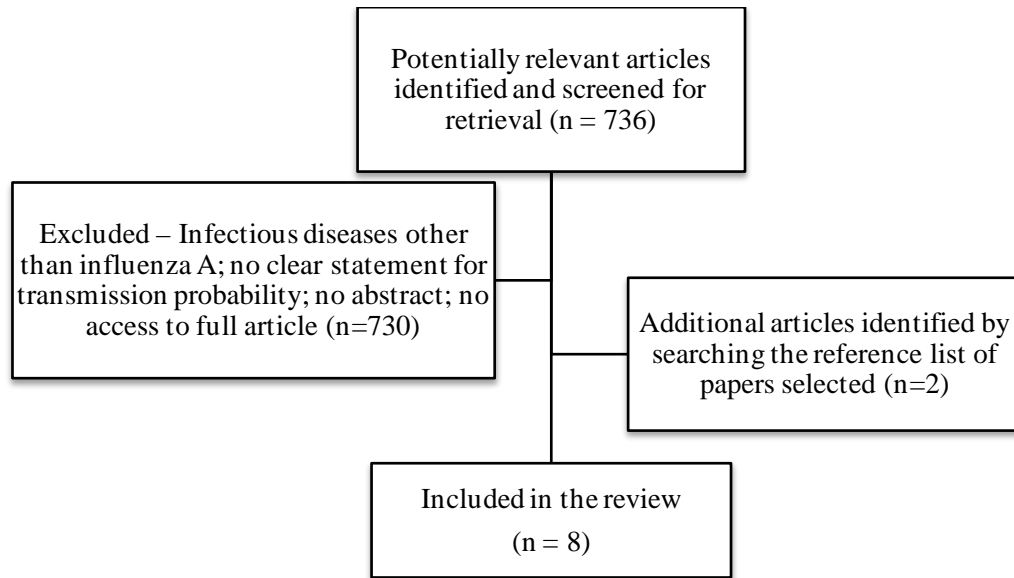 Potentially relevant articles
identified and screened for
retrieval (n = 736)
Excluded – Infectious diseases other
than influenza A; no clear statement for
transmission probability; no abstract; no
access to full article (n=730)
Additional articles identified by
searching the reference list of
papers selected (n=2)
Included in the review
(n = 8)